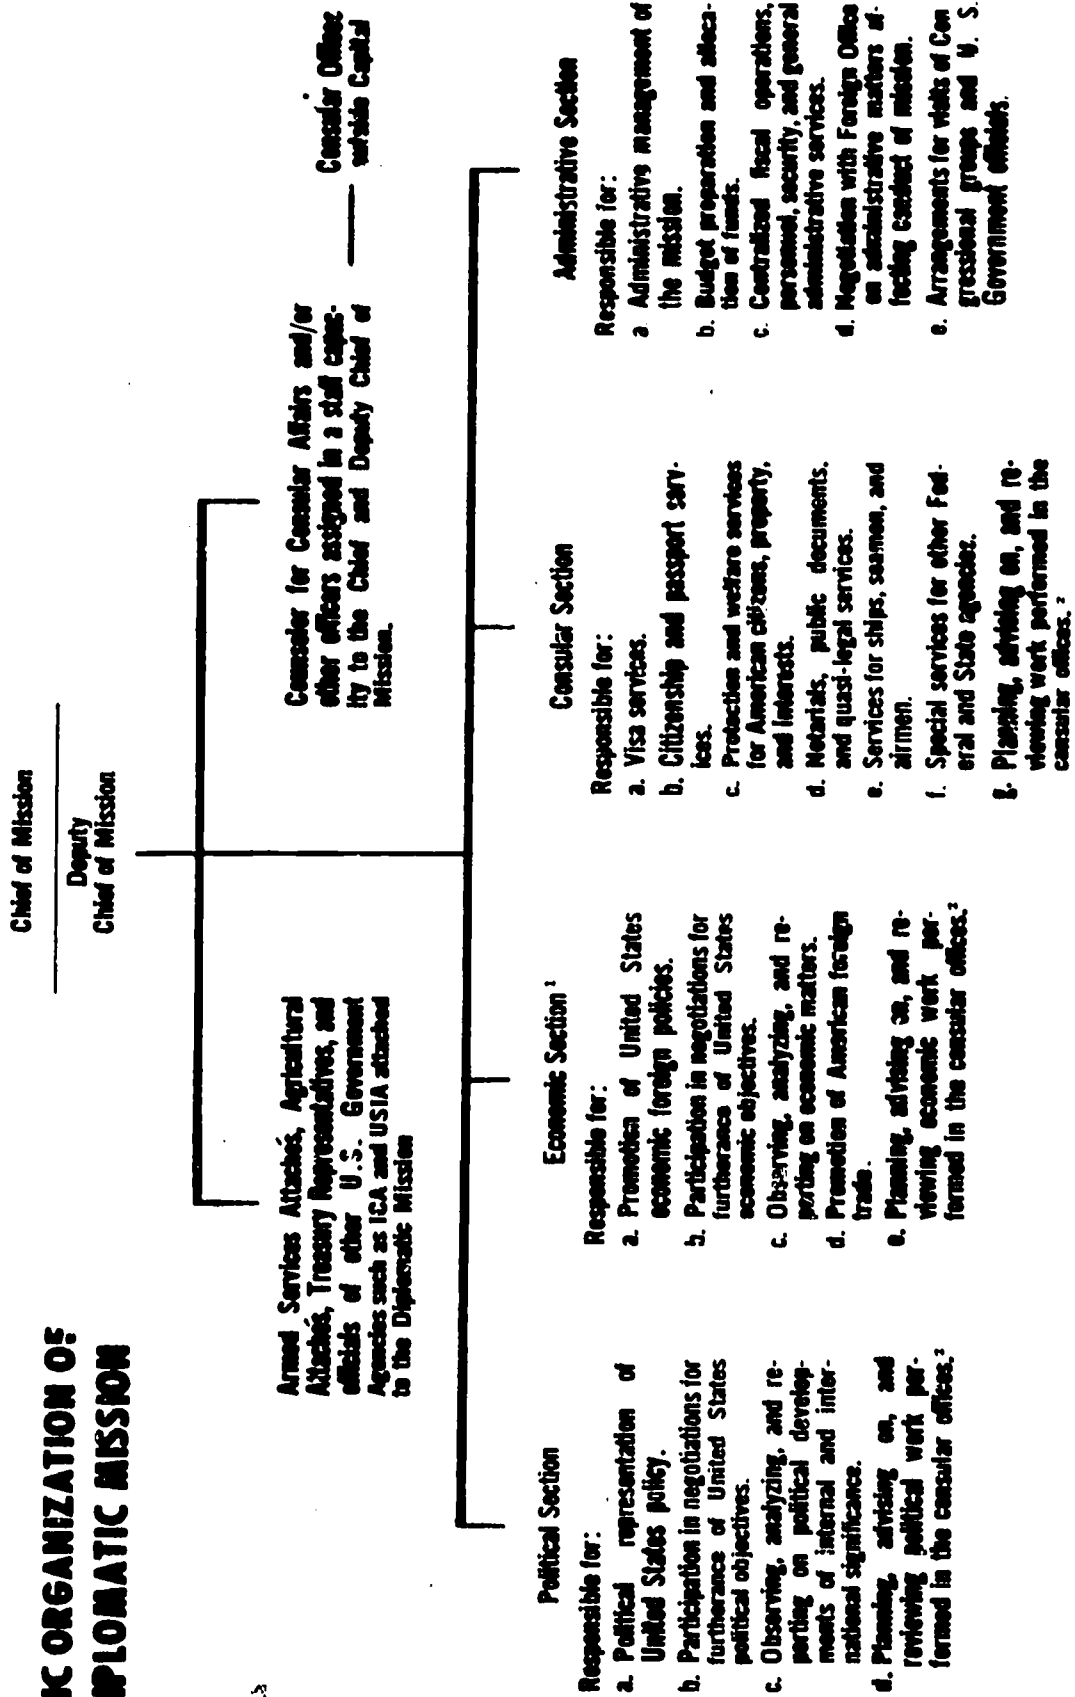 IC ORGANIZATION OF
IPLOMATIC MISSION
Chief of Mission
Deputy
Chief of Mission
Armed Services Attachés, Agricultural
Attachés, Treasury Representatives, and
officials of other U.S. Government
Agencies such as ICA and USIA attached
to the Diplomatic Mission
Counselor for Consular Affairs and/or
other officers assigned in a staff capac-
ity to the Chief and Deputy Chief of
Mission.
Consular Offices
outside Capital
Political Section
Responsible for:
a. Political representation of
United States policy.
b. Participation in negotiations for
furtherance of United States
political objectives.
c. Observing, analyzing, and re-
porting on political develop-
ments of internal and inter-
national significance.
d. Planning, advising on, and
reviewing political work per-
formed in the consular offices.²
Economic Section¹
Responsible for:
a. Promotion of United States
economic foreign policies.
b. Participation in negotiations for
furtherance of United States
economic objectives.
c. Observing, analyzing, and re-
porting on economic matters.
d. Promotion of American foreign
trade.
e. Planning, advising on, and re-
viewing economic work per-
formed in the consular offices.²
Consular Section
Responsible for:
a. Visa services.
b. Citizenship and passport serv-
ices.
c. Protection and welfare services
for American citizens, property,
and interests.
d. Notarials, public documents,
and quasi-legal services.
e. Services for ships, seamen, and
airmen.
f. Special services for other Fed-
eral and State agencies.
g. Planning, advising on, and re-
viewing work performed in the
consular offices.²
Administrative Section
Responsible for:
a Administrative management of
the mission.
b. Budget preparation and alloca-
tion of funds.
c. Centralized fiscal operations,
personnel, security, and general
administrative services.
d. Negotiation with Foreign Office
on administrative matters af-
fecting conduct of mission.
e. Arrangements for visits of Con
gressional groups and U. S.
Government officials.